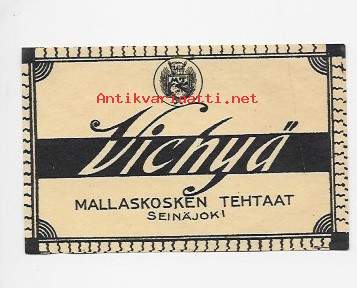 Antikvariaatti.net
Vichyä
MALLASKOSKEN TEHTAAT
SEINÄJOKI